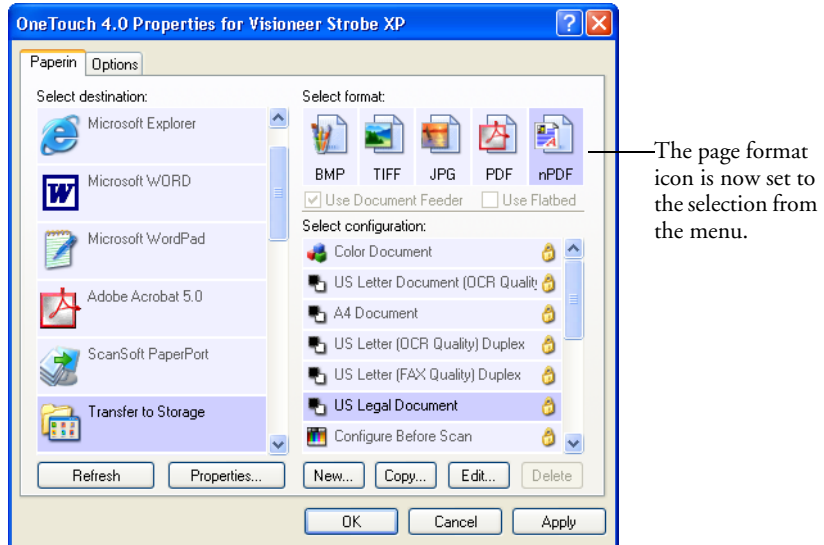 OneTouch 4.0 Properties for Visioneer Strobe XP
Paperin
Options
Select destination:
Microsoft Explorer
Microsoft WORD
Microsoft WordPad
Adobe Acrobat 5.0
ScanSoft PaperPort
Transfer to Storage
Refresh
Properties...
Select format:
BMP
TIFF
JPG
PDF
nPDF
Use Document Feeder
Use Flatbed
Select configuration:
Color Document
US Letter Document (OCR Quality
A4 Document
US Letter (OCR Quality) Duplex
US Letter (FAX Quality) Duplex
US Legal Document
Configure Before Scan
New...
Copy...
Edit...
Delete
OK
Cancel
Apply
The page format
icon is now set to
the selection from
the menu.